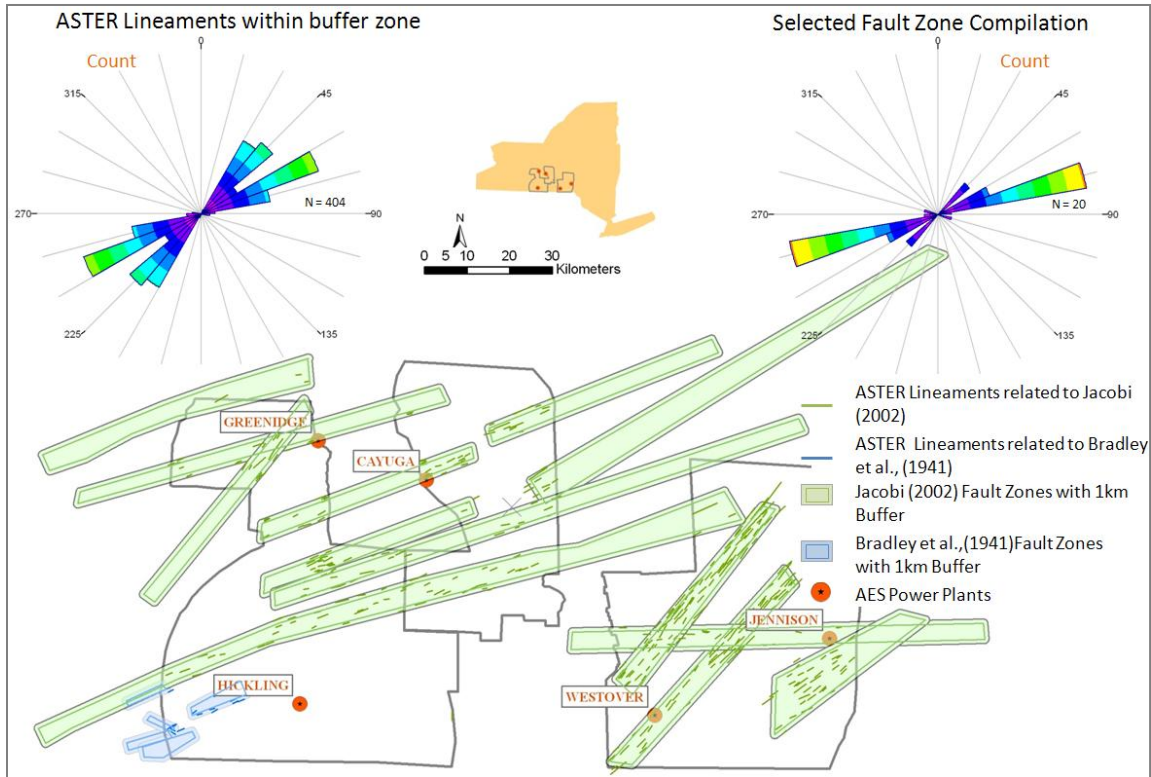 ASTER Lineaments within buffer zone
Selected Fault Zone Compilation
0
Count
315
45
270
N = 404
90
225
135
N
0 5 10 20 30
Kilometers
0
Count
315
45
270
N = 20
90
225
135
GREENIDGE
CAYUGA
HICKLING
WESTOVER
JENNISON
ASTER Lineaments related to Jacobi
(2002)
ASTER Lineaments related to Bradley
et al., (1941)
Jacobi (2002) Fault Zones with 1km
Buffer
Bradley et al.,(1941)Fault Zones
with 1km Buffer
AES Power Plants